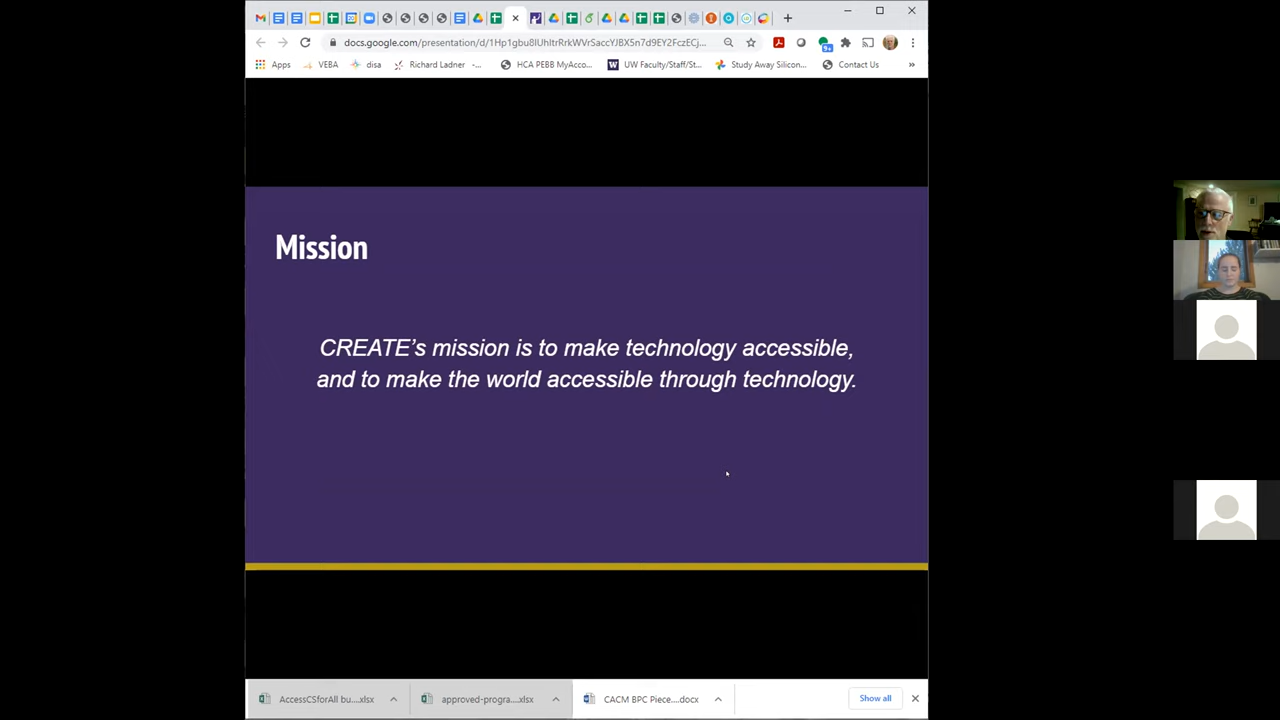 docs.google.com/presentation/d/1Hp1gbu8lUhltrRrkWVrSaccYJBX5n7d9EY2FczECj...
9+
Apps
VEBA
disa
Richard Ladner -...
HCA PEBB MyAcco...
UW Faculty/Staff/St...
Study Away Silicon...
Contact Us
»
Mission
CREATE’s mission is to make technology accessible,
and to make the world accessible through technology.
AccessCSforAll bu....xlsx
approved-progra....xlsx
CACM BPC Piece....docx
Show all